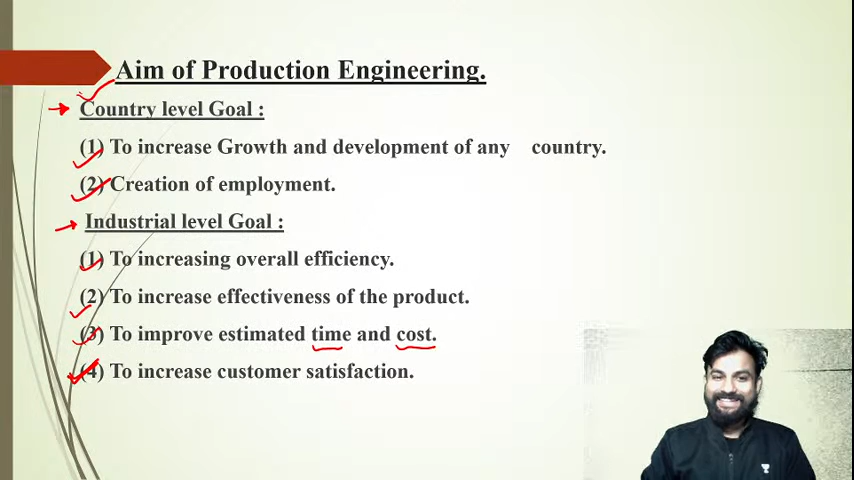 Aim of Production Engineering.
Country level Goal :
(1) To increase Growth and development of any country.
(2) Creation of employment.
Industrial level Goal :
(1) To increasing overall efficiency.
(2) To increase effectiveness of the product.
(3) To improve estimated time and cost.
(4) To increase customer satisfaction.